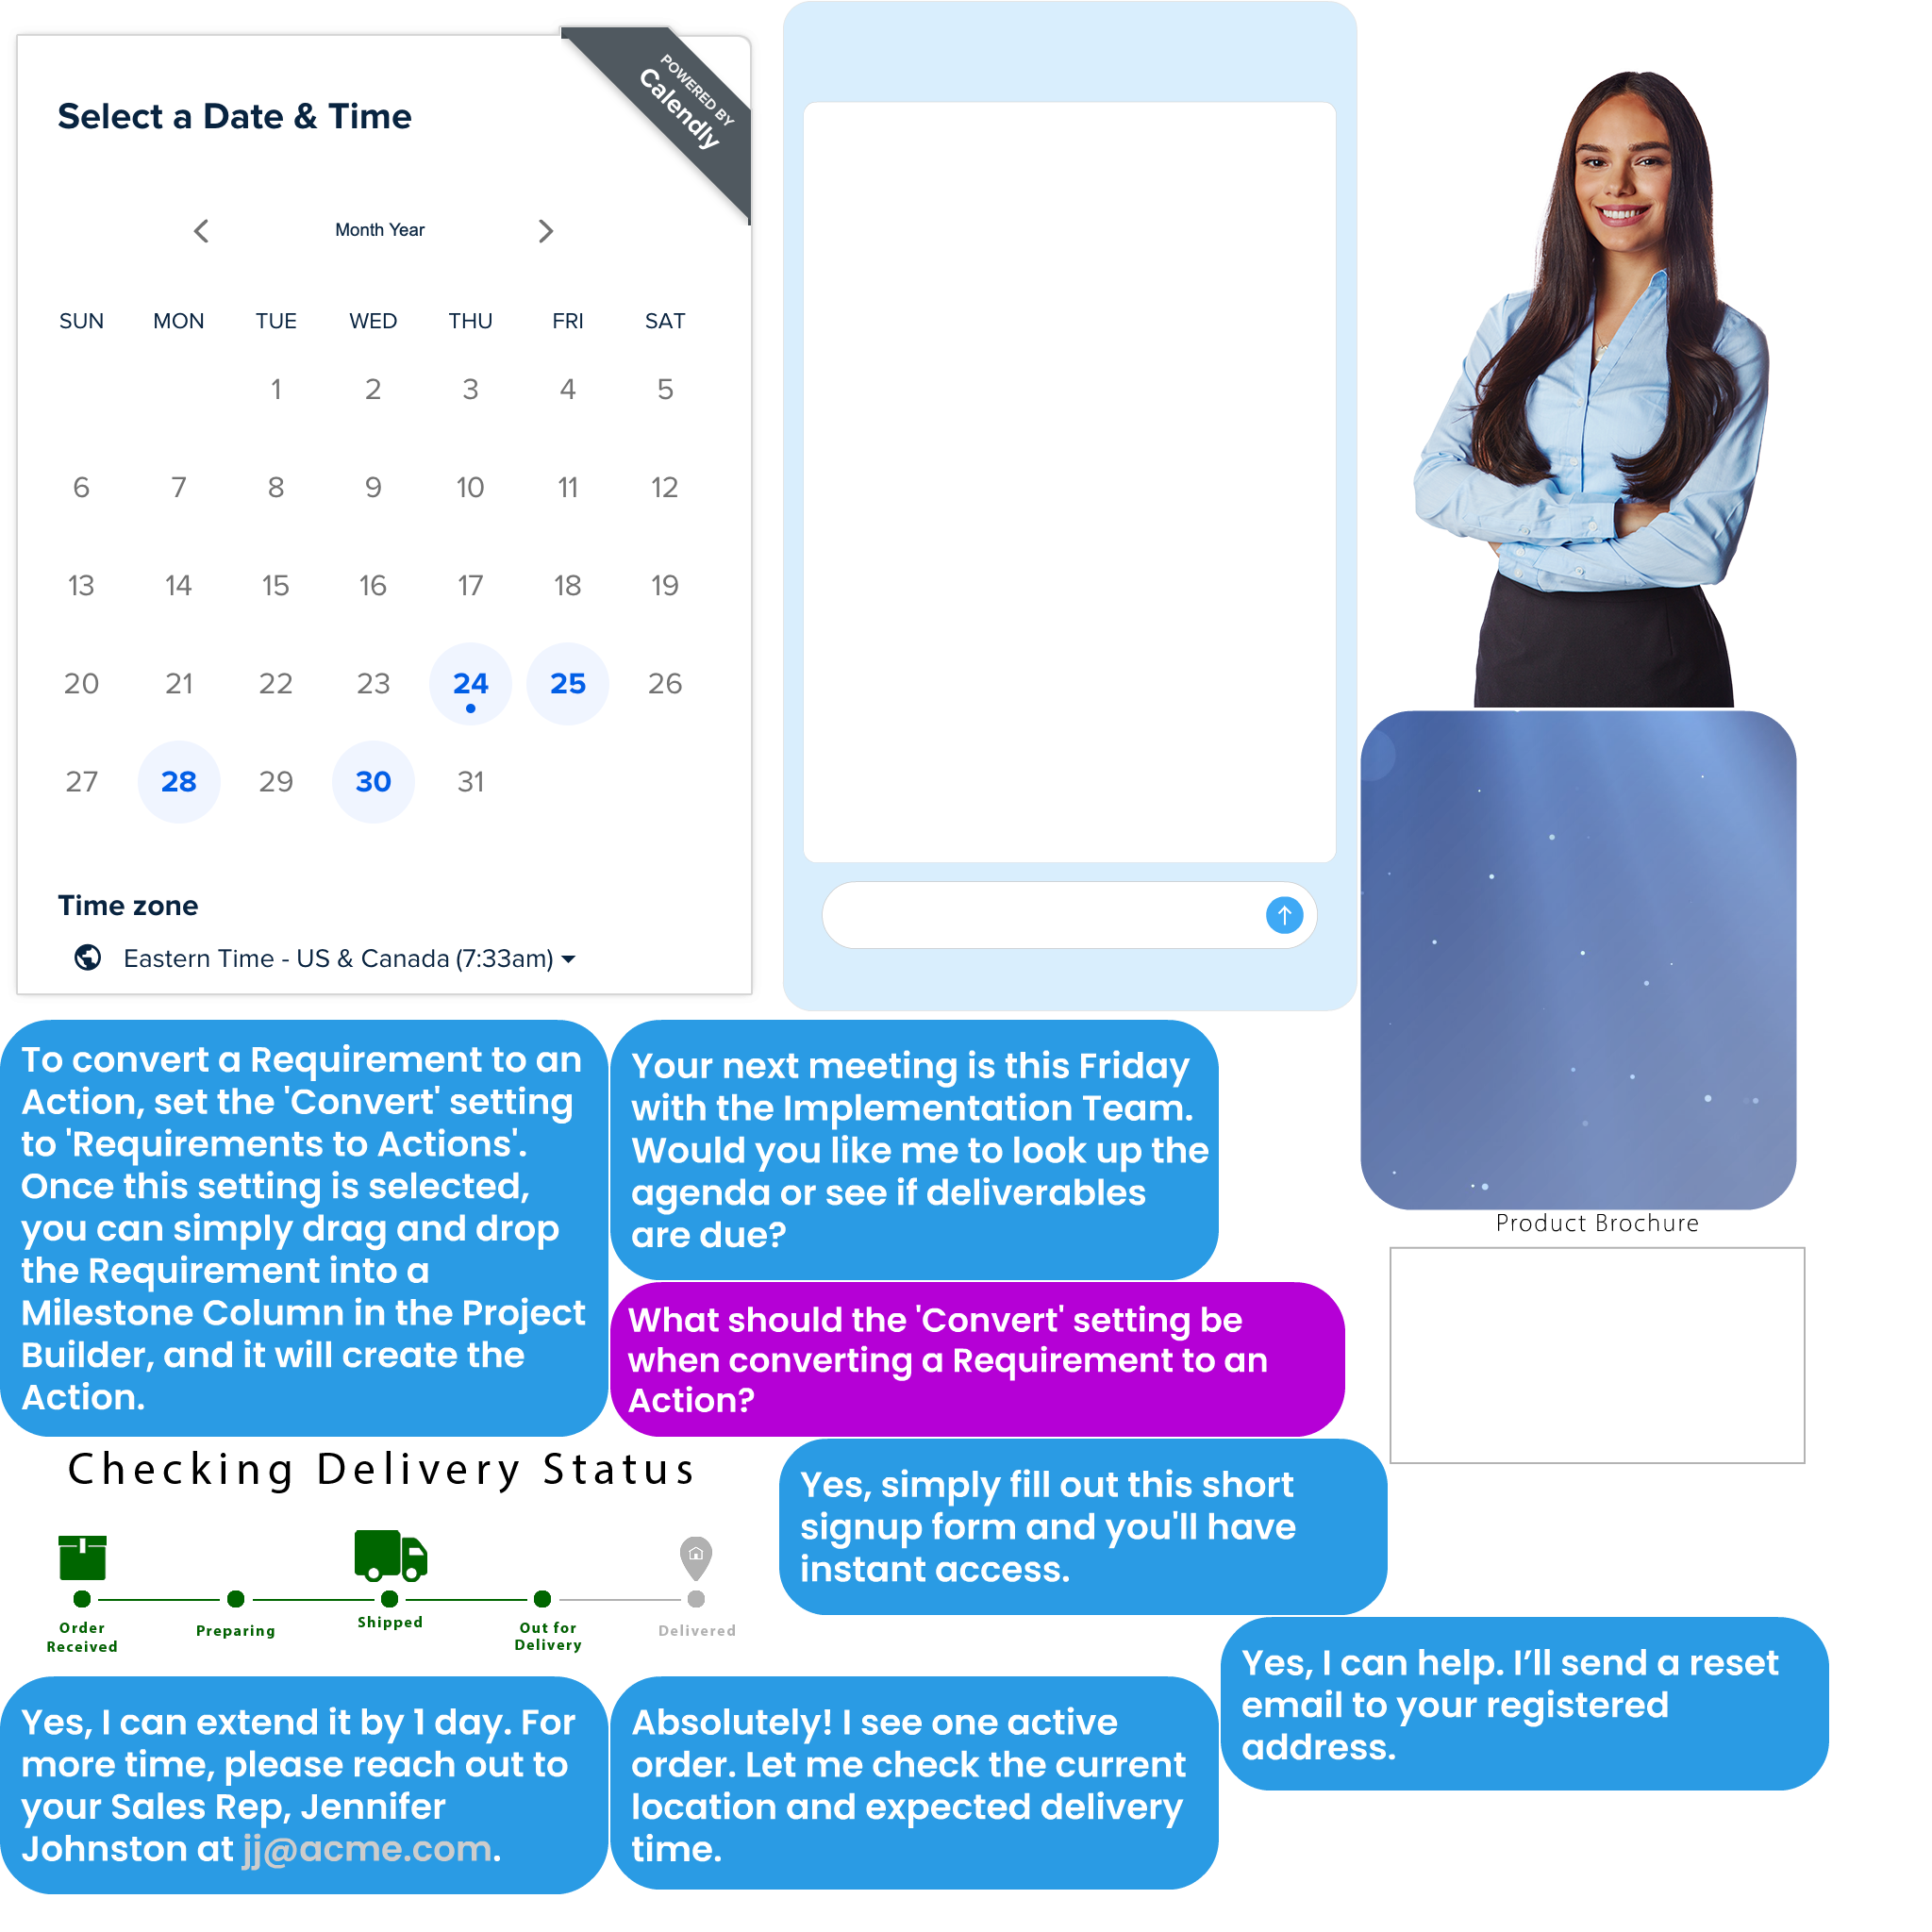 POWERED BY
Calendly
Select a Date & Time
Month Year
SUN MON TUE WED THU FRI SAT
1 2 3 4 5
6 7 8 9 10 11 12
13 14 15 16 17 18 19
20 21 22 23 24 25 26
27 28 29 30 31
Time zone
Eastern Time - US & Canada (7:33am)
To convert a Requirement to an
Action, set the 'Convert' setting
to 'Requirements to Actions'.
Once this setting is selected,
you can simply drag and drop
the Requirement into a
Milestone Column in the Project
Builder, and it will create the
Action.
Your next meeting is this Friday
with the Implementation Team.
Would you like me to look up the
agenda or see if deliverables
are due?
What should the 'Convert' setting be
when converting a Requirement to an
Action?
Product Brochure
Checking Delivery Status
Order
Received
Preparing
Shipped
Out for
Delivery
Delivered
Yes, simply fill out this short
signup form and you'll have
instant access.
Yes, I can help. I’ll send a reset
email to your registered
address.
Yes, I can extend it by 1 day. For
more time, please reach out to
your Sales Rep, Jennifer
Johnston at jj@acme.com.
Absolutely! I see one active
order. Let me check the current
location and expected delivery
time.